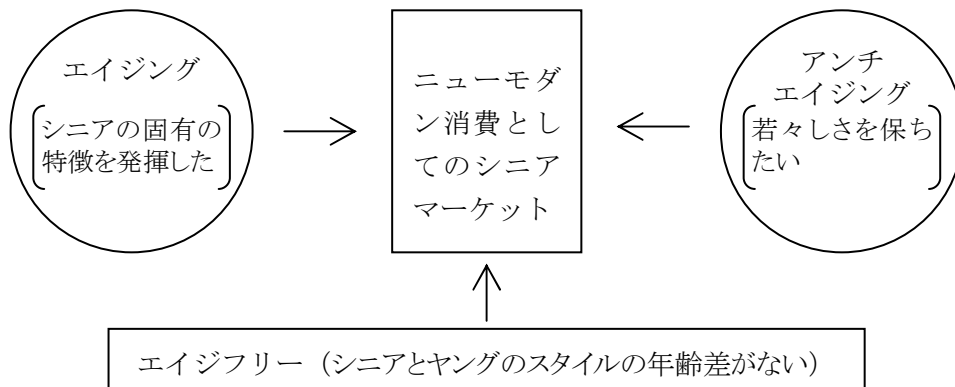 エイジング
シニアの固有の
特徴を発揮した
ニューモダ
ン消費とし
てのシニア
マーケット
アンチ
エイジング
若々しさを保ち
たい
エイジフリー（シニアとヤングのスタイルの年齢差がない）